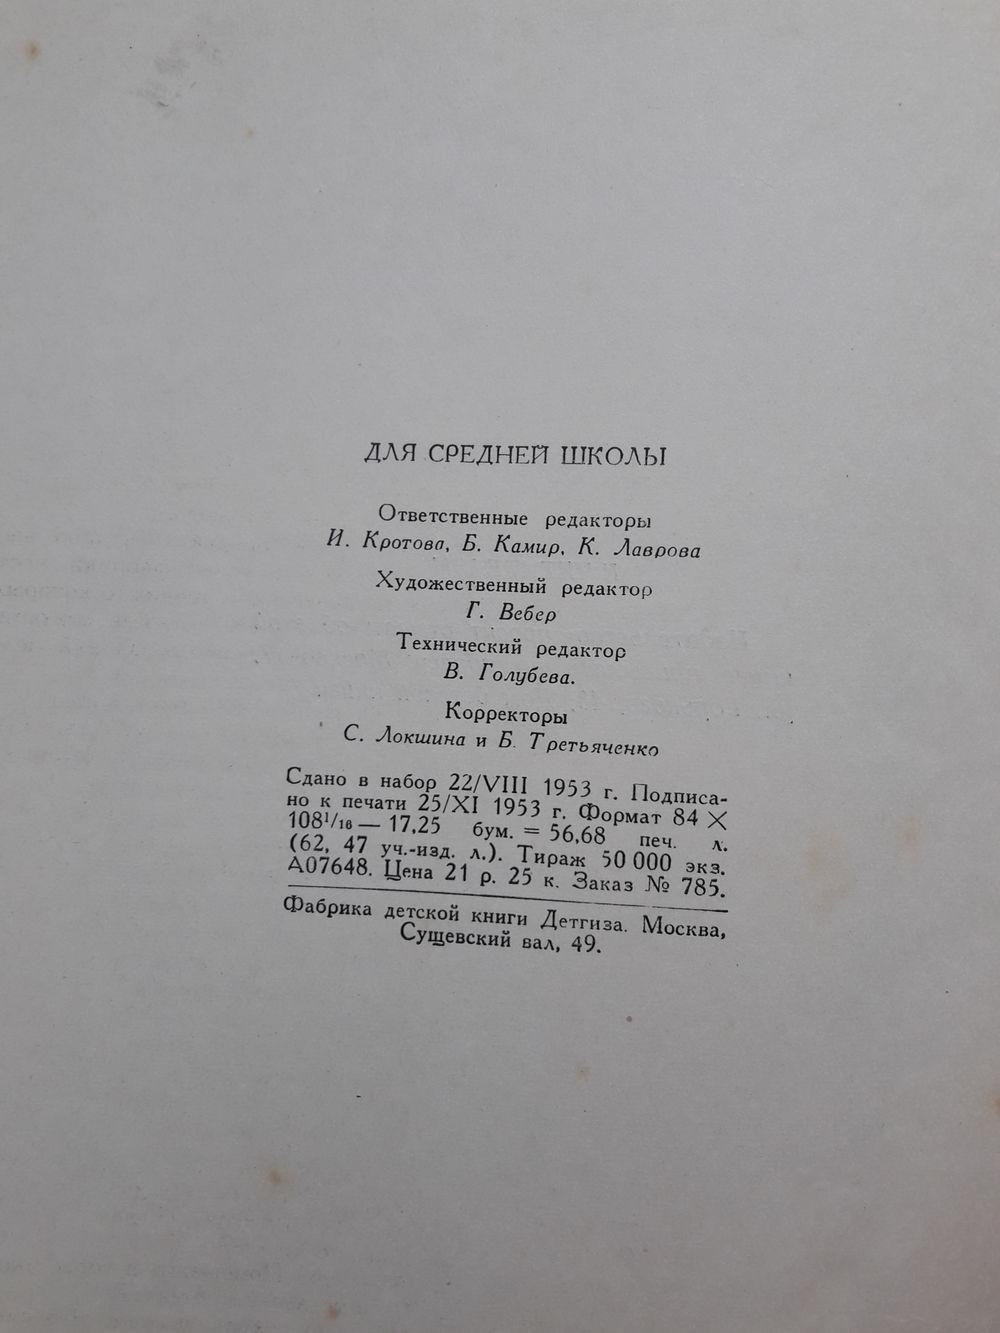 ДЛЯ СРЕДНЕЙ ШКОЛЫ
Ответственные редакторы
И. Кротова, Б. Камир, К. Лаврова
Художественный редактор
Г. Вебер
Технический редактор
В. Голубева.
Корректоры
С. Локшина и Б. Третьяченко
Сдано в набор 22/VIII 1953 г. Подписа-
но к печати 25/XI 1953 г. Формат 84 ×
108¹/₁₆ — 17,25 бум. = 56,68 печ. л.
(62, 47 уч.-изд. л.). Тираж 50 000 экз.
А07648. Цена 21 р. 25 к. Заказ № 785.
Фабрика детской книги Детгиза. Москва,
Сущевский вал, 49.